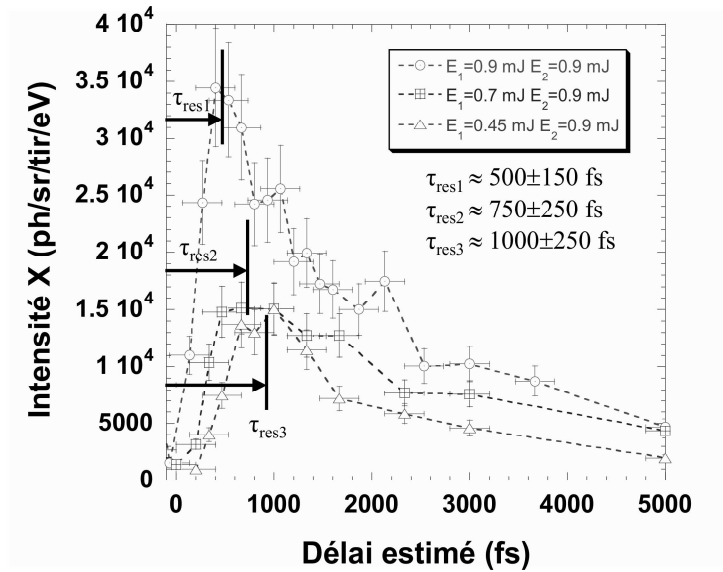 4 10⁴
3.5 10⁴
3 10⁴
2.5 10⁴
2 10⁴
1.5 10⁴
1 10⁴
5000
0
Intensité X (ph/sr/tir/eV)
E₁=0.9 mJ E₂=0.9 mJ
E₁=0.7 mJ E₂=0.9 mJ
E₁=0.45 mJ E₂=0.9 mJ
τres1 ≈ 500±150 fs
τres2 ≈ 750±250 fs
τres3 ≈ 1000±250 fs
τres1
τres2
τres3
0 1000 2000 3000 4000 5000
Délai estimé (fs)